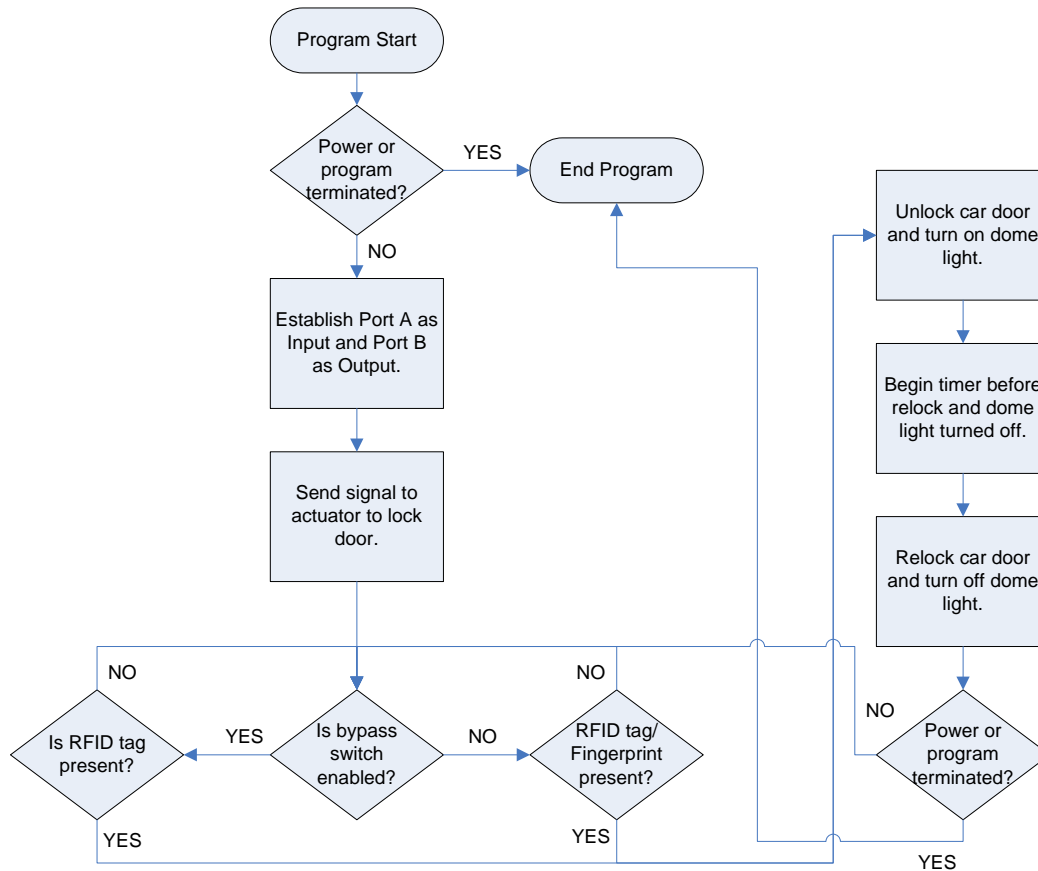 Program Start
Power or
program
terminated?
YES
End Program
NO
Establish Port A as
Input and Port B
as Output.
Send signal to
actuator to lock
door.
Unlock car door
and turn on dome
light.
Begin timer before
relock and dome
light turned off.
Relock car door
and turn off dome
light.
NO
Is RFID tag
present?
YES
YES
Is bypass
switch
enabled?
NO
NO
RFID tag/
Fingerprint
present?
YES
NO
Power or
program
terminated?
YES